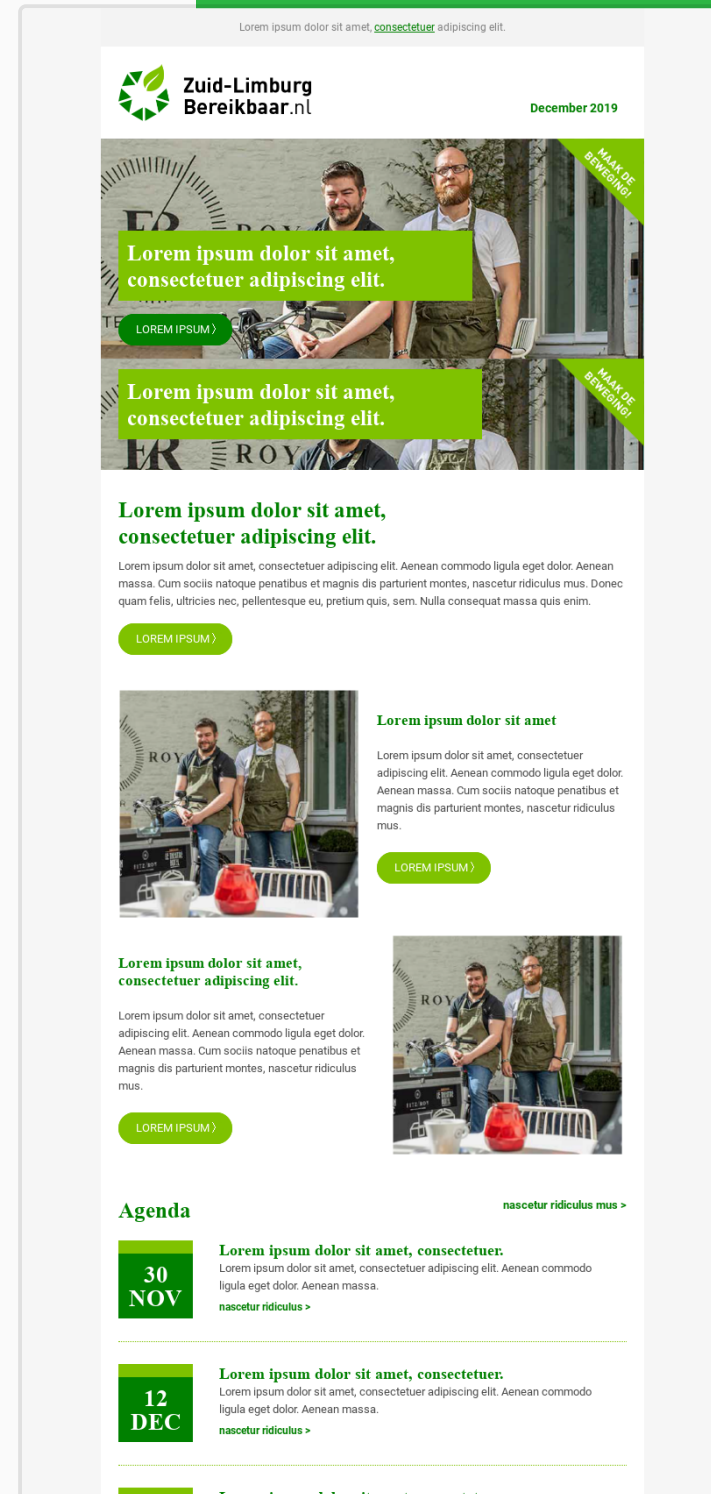 Lorem ipsum dolor sit amet, consectetuer adipiscing elit.
Zuid-Limburg
Bereikbaar.nl
December 2019
MAAK DE
BEWEGING!
ROY
Lorem ipsum dolor sit amet,
consectetuer adipiscing elit.
LOREM IPSUM 〉
MAAK DE
BEWEGING!
Lorem ipsum dolor sit amet,
consectetuer adipiscing elit.
ROY
Lorem ipsum dolor sit amet,
consectetuer adipiscing elit.
Lorem ipsum dolor sit amet, consectetuer adipiscing elit. Aenean commodo ligula eget dolor. Aenean
massa. Cum sociis natoque penatibus et magnis dis parturient montes, nascetur ridiculus mus. Donec
quam felis, ultricies nec, pellentesque eu, pretium quis, sem. Nulla consequat massa quis enim.
LOREM IPSUM 〉
ROY
Lorem ipsum dolor sit amet
Lorem ipsum dolor sit amet, consectetuer
adipiscing elit. Aenean commodo ligula eget dolor.
Aenean massa. Cum sociis natoque penatibus et
magnis dis parturient montes, nascetur ridiculus
mus.
LOREM IPSUM 〉
Lorem ipsum dolor sit amet,
consectetuer adipiscing elit.
Lorem ipsum dolor sit amet, consectetuer
adipiscing elit. Aenean commodo ligula eget dolor.
Aenean massa. Cum sociis natoque penatibus et
magnis dis parturient montes, nascetur ridiculus
mus.
LOREM IPSUM 〉
ROY
Agenda
nascetur ridiculus mus >
30
NOV
Lorem ipsum dolor sit amet, consectetuer.
Lorem ipsum dolor sit amet, consectetuer adipiscing elit. Aenean commodo
ligula eget dolor. Aenean massa.
nascetur ridiculus >
12
DEC
Lorem ipsum dolor sit amet, consectetuer.
Lorem ipsum dolor sit amet, consectetuer adipiscing elit. Aenean commodo
ligula eget dolor. Aenean massa.
nascetur ridiculus >